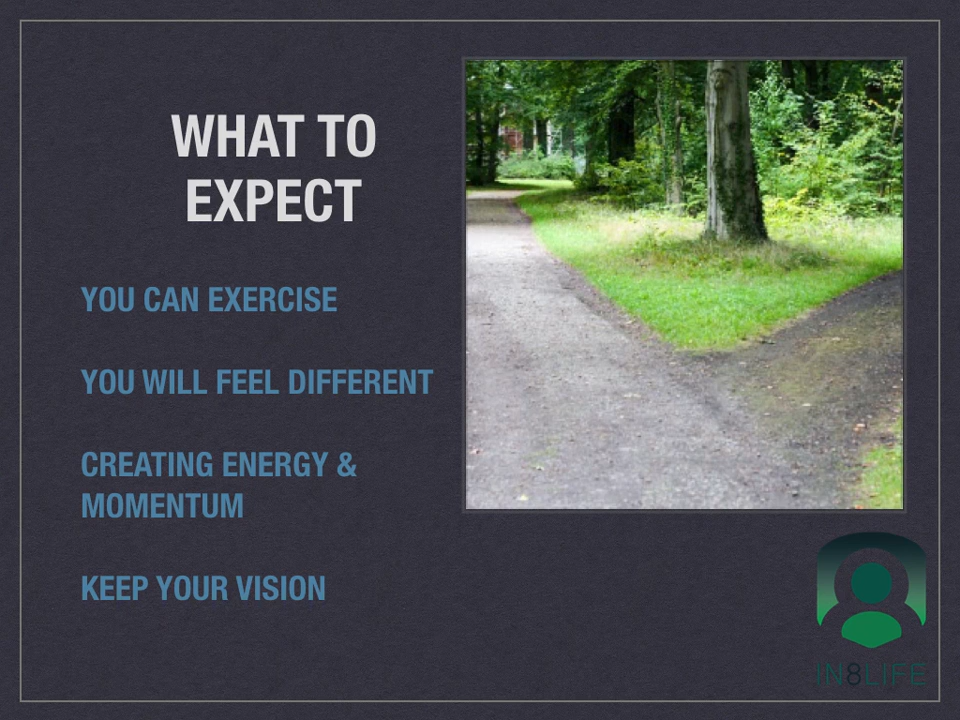 WHAT TO
EXPECT
YOU CAN EXERCISE
YOU WILL FEEL DIFFERENT
CREATING ENERGY &
MOMENTUM
KEEP YOUR VISION
IN8LIFE